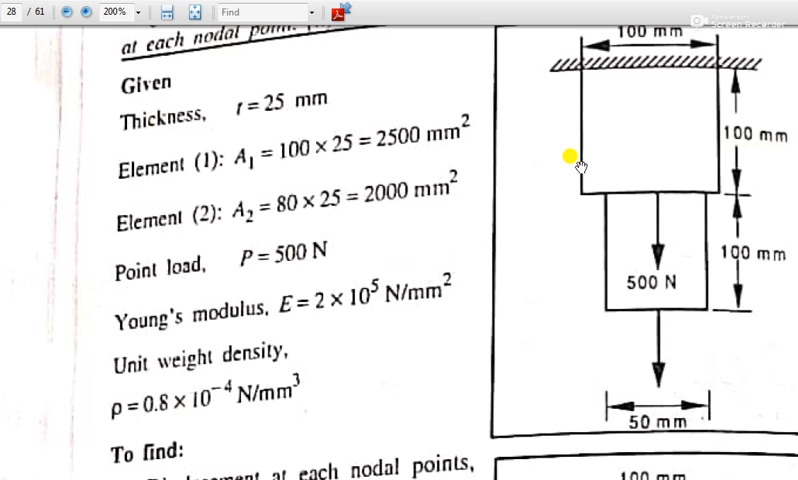 28 / 61
200%
Find
Screen Recorder
at each nodal point.
Given
Thickness, t = 25 mm
Element (1): A₁ = 100 × 25 = 2500 mm²
Element (2): A₂ = 80 × 25 = 2000 mm²
Point load, P = 500 N
Young's modulus, E = 2 × 10⁵ N/mm²
Unit weight density,
ρ = 0.8 × 10⁻⁴ N/mm³
To find:
at each nodal points,
100 mm
100 mm
100 mm
500 N
50 mm
100 mm